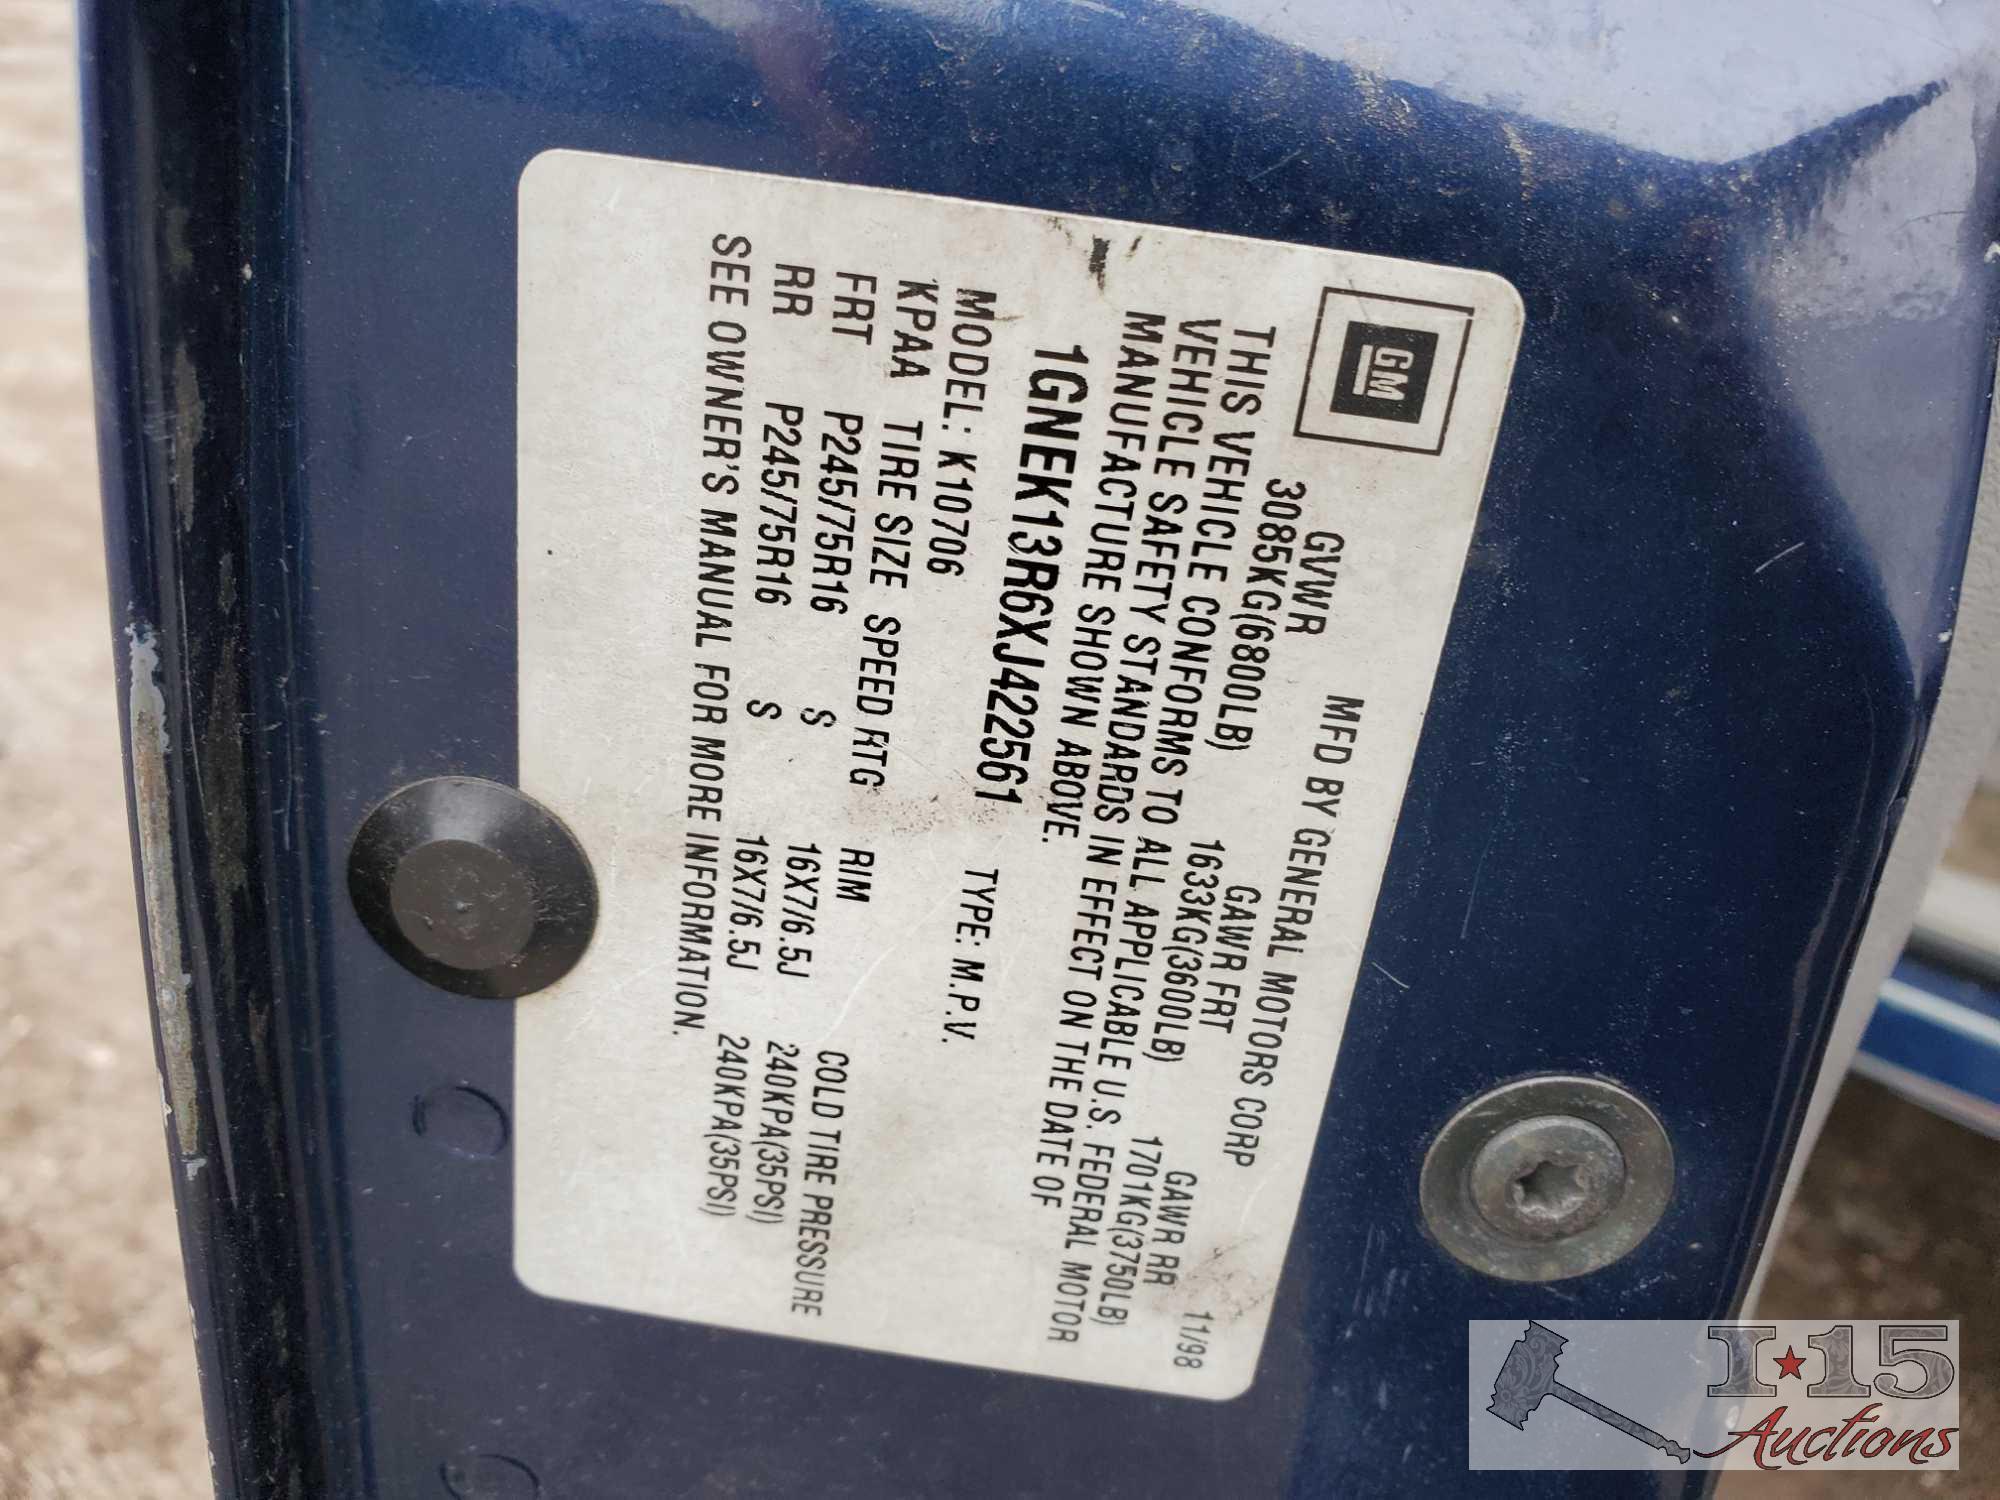 GM
MFD BY GENERAL MOTORS CORP 11/98
GVWR GAWR FRT GAWR RR
3085KG(6800LB) 1633KG(3600LB) 1701KG(3750LB)
THIS VEHICLE CONFORMS TO ALL APPLICABLE U.S. FEDERAL MOTOR
VEHICLE SAFETY STANDARDS IN EFFECT ON THE DATE OF
MANUFACTURE SHOWN ABOVE.
1GNEK13R6XJ422561 TYPE: M.P.V.
MODEL: K10706
KPAA TIRE SIZE SPEED RTG RIM COLD TIRE PRESSURE
FRT P245/75R16 S 16X7/6.5J 240KPA(35PSI)
RR P245/75R16 S 16X7/6.5J 240KPA(35PSI)
SEE OWNER'S MANUAL FOR MORE INFORMATION.
I★15
Auctions